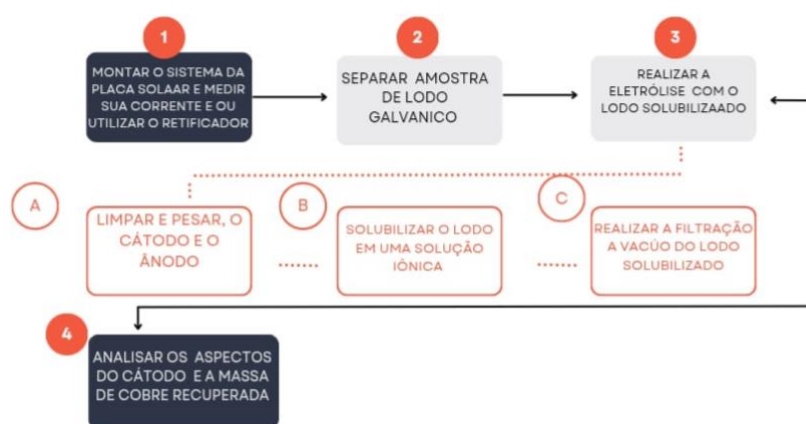 1
MONTAR O SISTEMA DA
PLACA SOLAAR E MEDIR
SUA CORRENTE E OU
UTILIZAR O RETIFICADOR
2
SEPARAR AMOSTRA
DE LODO
GALVANICO
3
REALIZAR A
ELETRÓLISE COM O
LODO SOLUBILIZAADO
A
LIMPAR E PESAR, O
CÁTODO E O
ÂNODO
B
SOLUBILIZAR O LODO
EM UMA SOLUÇÃO
IÔNICA
C
REALIZAR A FILTRAÇÃO
A VACÚO DO LODO
SOLUBILIZADO
4
ANALISAR OS ASPECTOS
DO CÁTODO E A MASSA
DE COBRE RECUPERADA